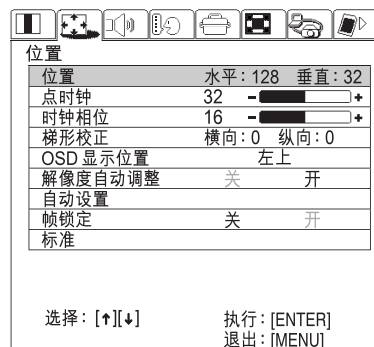 位置
位置 水平：128 垂直：32
点时钟 32 - +
时钟相位 16 - +
梯形校正 横向：0 纵向：0
OSD 显示位置 左上
解像度自动调整 关 开
自动设置
帧锁定 关 开
标准
选择：[↑][↓] 执行：[ENTER]
退出：[MENU]